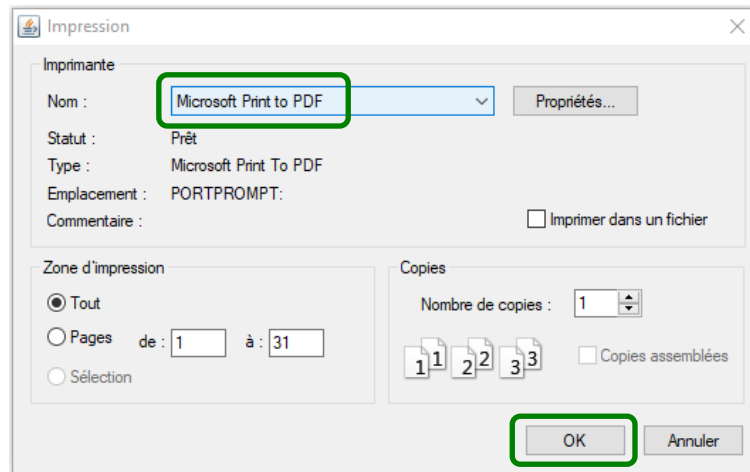 Impression
Imprimante
Nom : Microsoft Print to PDF Propriétés...
Statut : Prêt
Type : Microsoft Print To PDF
Emplacement : PORTPROMPT:
Commentaire : Imprimer dans un fichier
Zone d'impression
Tout
Pages de : 1 à : 31
Sélection
Copies
Nombre de copies : 1
1 1 2 2 3 3 Copies assemblées
OK Annuler